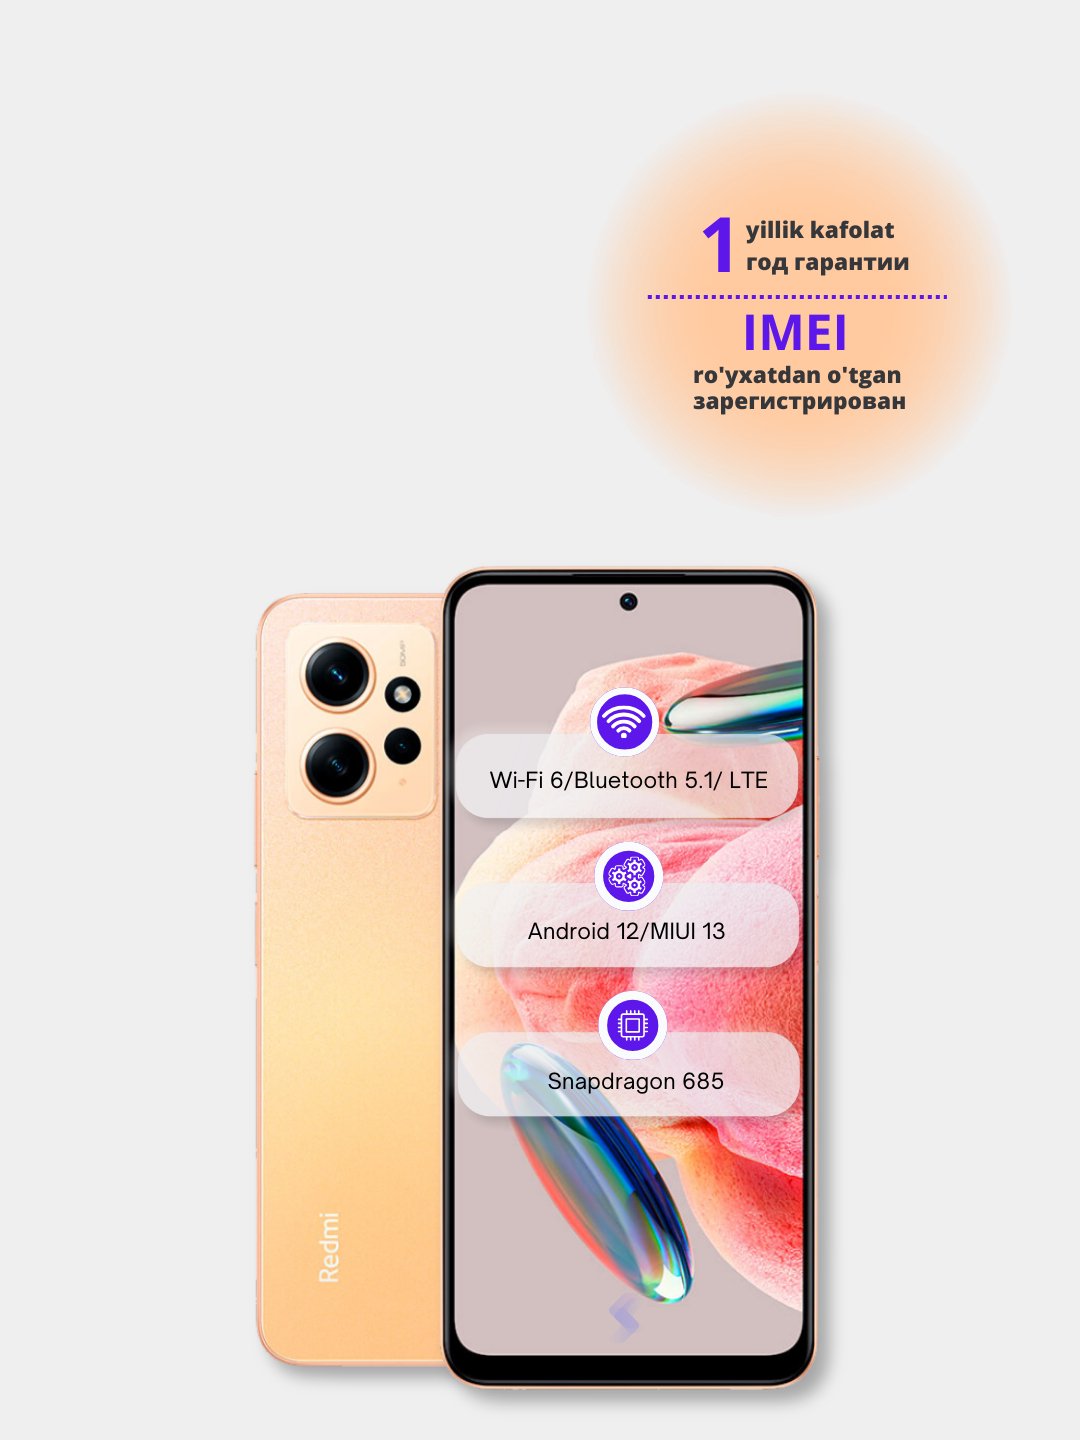 1 yillik kafolat
год гарантии
IMEI
ro'yxatdan o'tgan
зарегистрирован
50MP
Wi-Fi 6/Bluetooth 5.1/ LTE
Android 12/MIUI 13
Snapdragon 685
Redmi